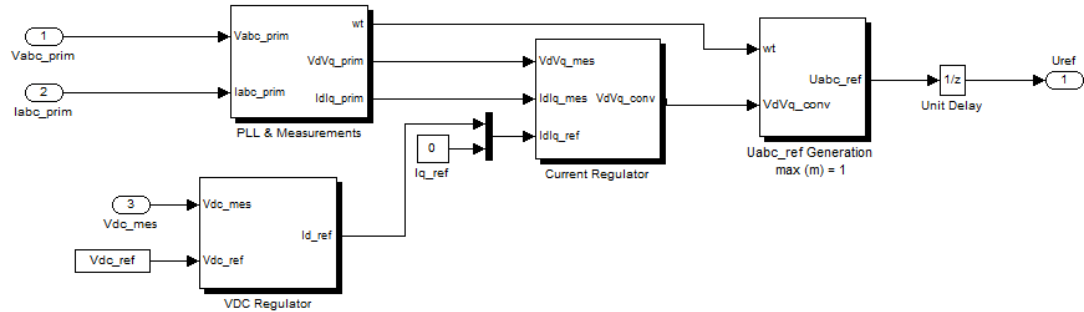 1
Vabc_prim
2
Iabc_prim
Vabc_prim
Iabc_prim
wt
VdVq_prim
IdIq_prim
PLL & Measurements
0
Iq_ref
VdVq_mes
IdIq_mes
IdIq_ref
VdVq_conv
Current Regulator
wt
VdVq_conv
Uabc_ref
Uabc_ref Generation
max (m) = 1
1/z
Unit Delay
Uref
1
3
Vdc_mes
Vdc_ref
Vdc_mes
Vdc_ref
Id_ref
VDC Regulator